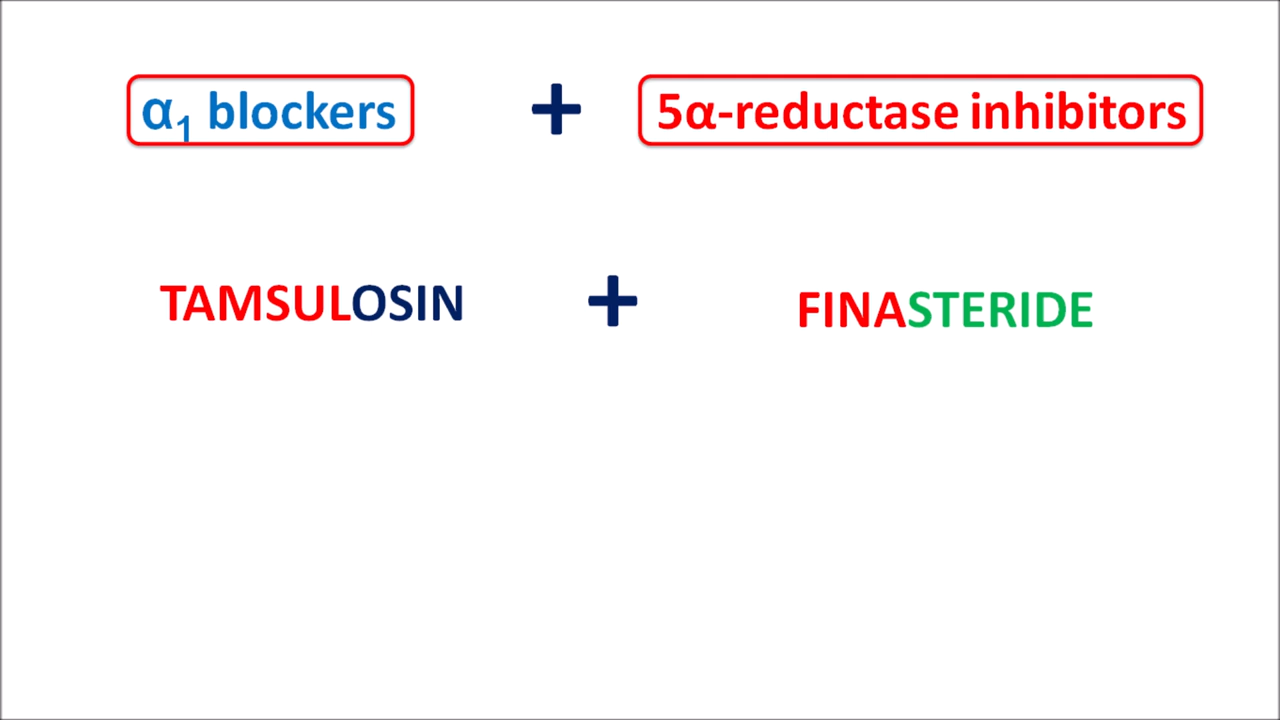 α₁ blockers + 5α-reductase inhibitors
TAMSULOSIN + FINASTERIDE